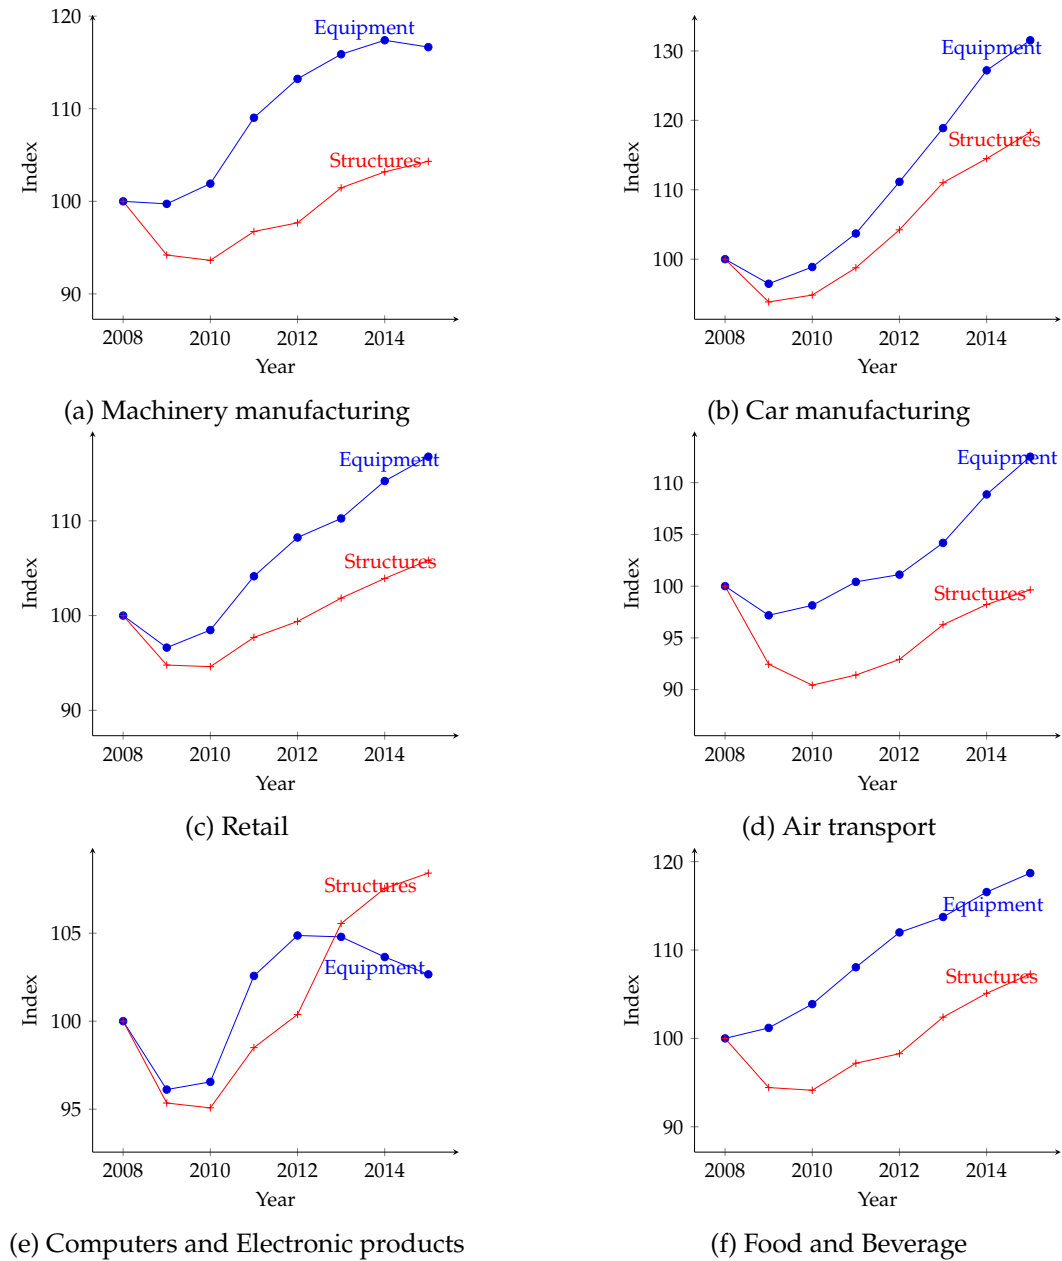 120
110
100
90
2008
2010
2012
2014
Index
Year
Equipment
Structures
(a) Machinery manufacturing
130
120
110
100
2008
2010
2012
2014
Index
Year
Equipment
Structures
(b) Car manufacturing
110
100
90
2008
2010
2012
2014
Index
Year
Equipment
Structures
(c) Retail
110
105
100
95
90
2008
2010
2012
2014
Index
Year
Equipment
Structures
(d) Air transport
105
100
95
2008
2010
2012
2014
Index
Year
Structures
Equipment
(e) Computers and Electronic products
120
110
100
90
2008
2010
2012
2014
Index
Year
Equipment
Structures
(f) Food and Beverage